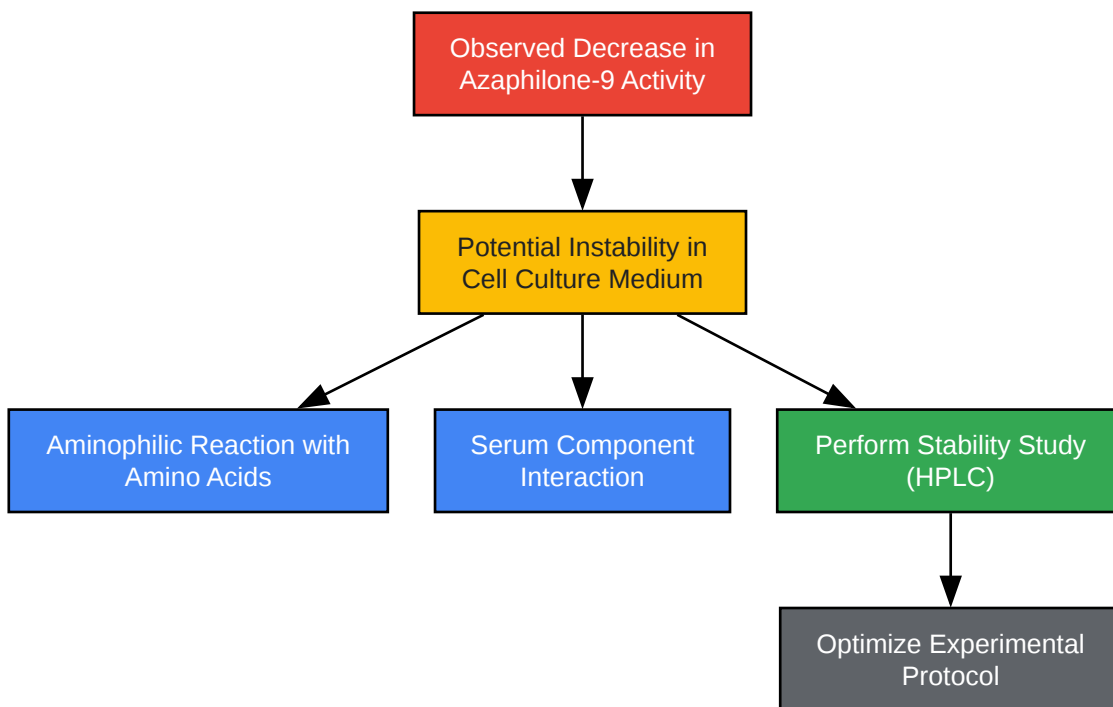 Observed Decrease in
Azaphilone-9 Activity
Potential Instability in
Cell Culture Medium
Aminophilic Reaction with
Amino Acids
Serum Component
Interaction
Perform Stability Study
(HPLC)
Optimize Experimental
Protocol